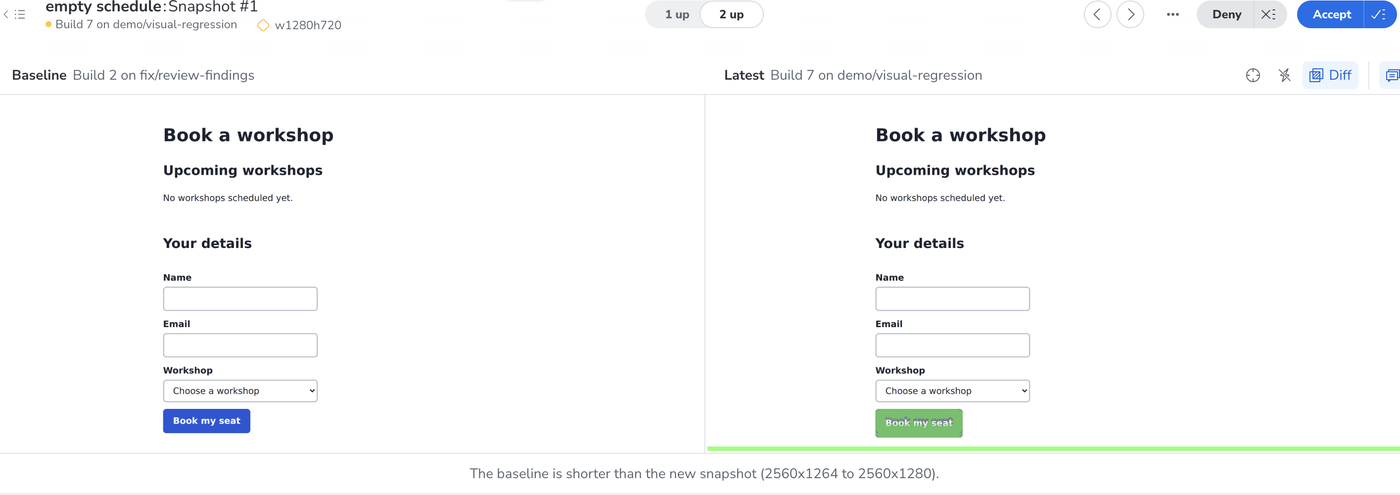 empty schedule: Snapshot #1
Build 7 on demo/visual-regression w1280h720
1 up 2 up
Deny
Accept
Baseline Build 2 on fix/review-findings
Latest Build 7 on demo/visual-regression
Diff
Book a workshop
Upcoming workshops
No workshops scheduled yet.
Your details
Name
Email
Workshop
Choose a workshop
Book my seat
Book a workshop
Upcoming workshops
No workshops scheduled yet.
Your details
Name
Email
Workshop
Choose a workshop
Book my seat
The baseline is shorter than the new snapshot (2560x1264 to 2560x1280).